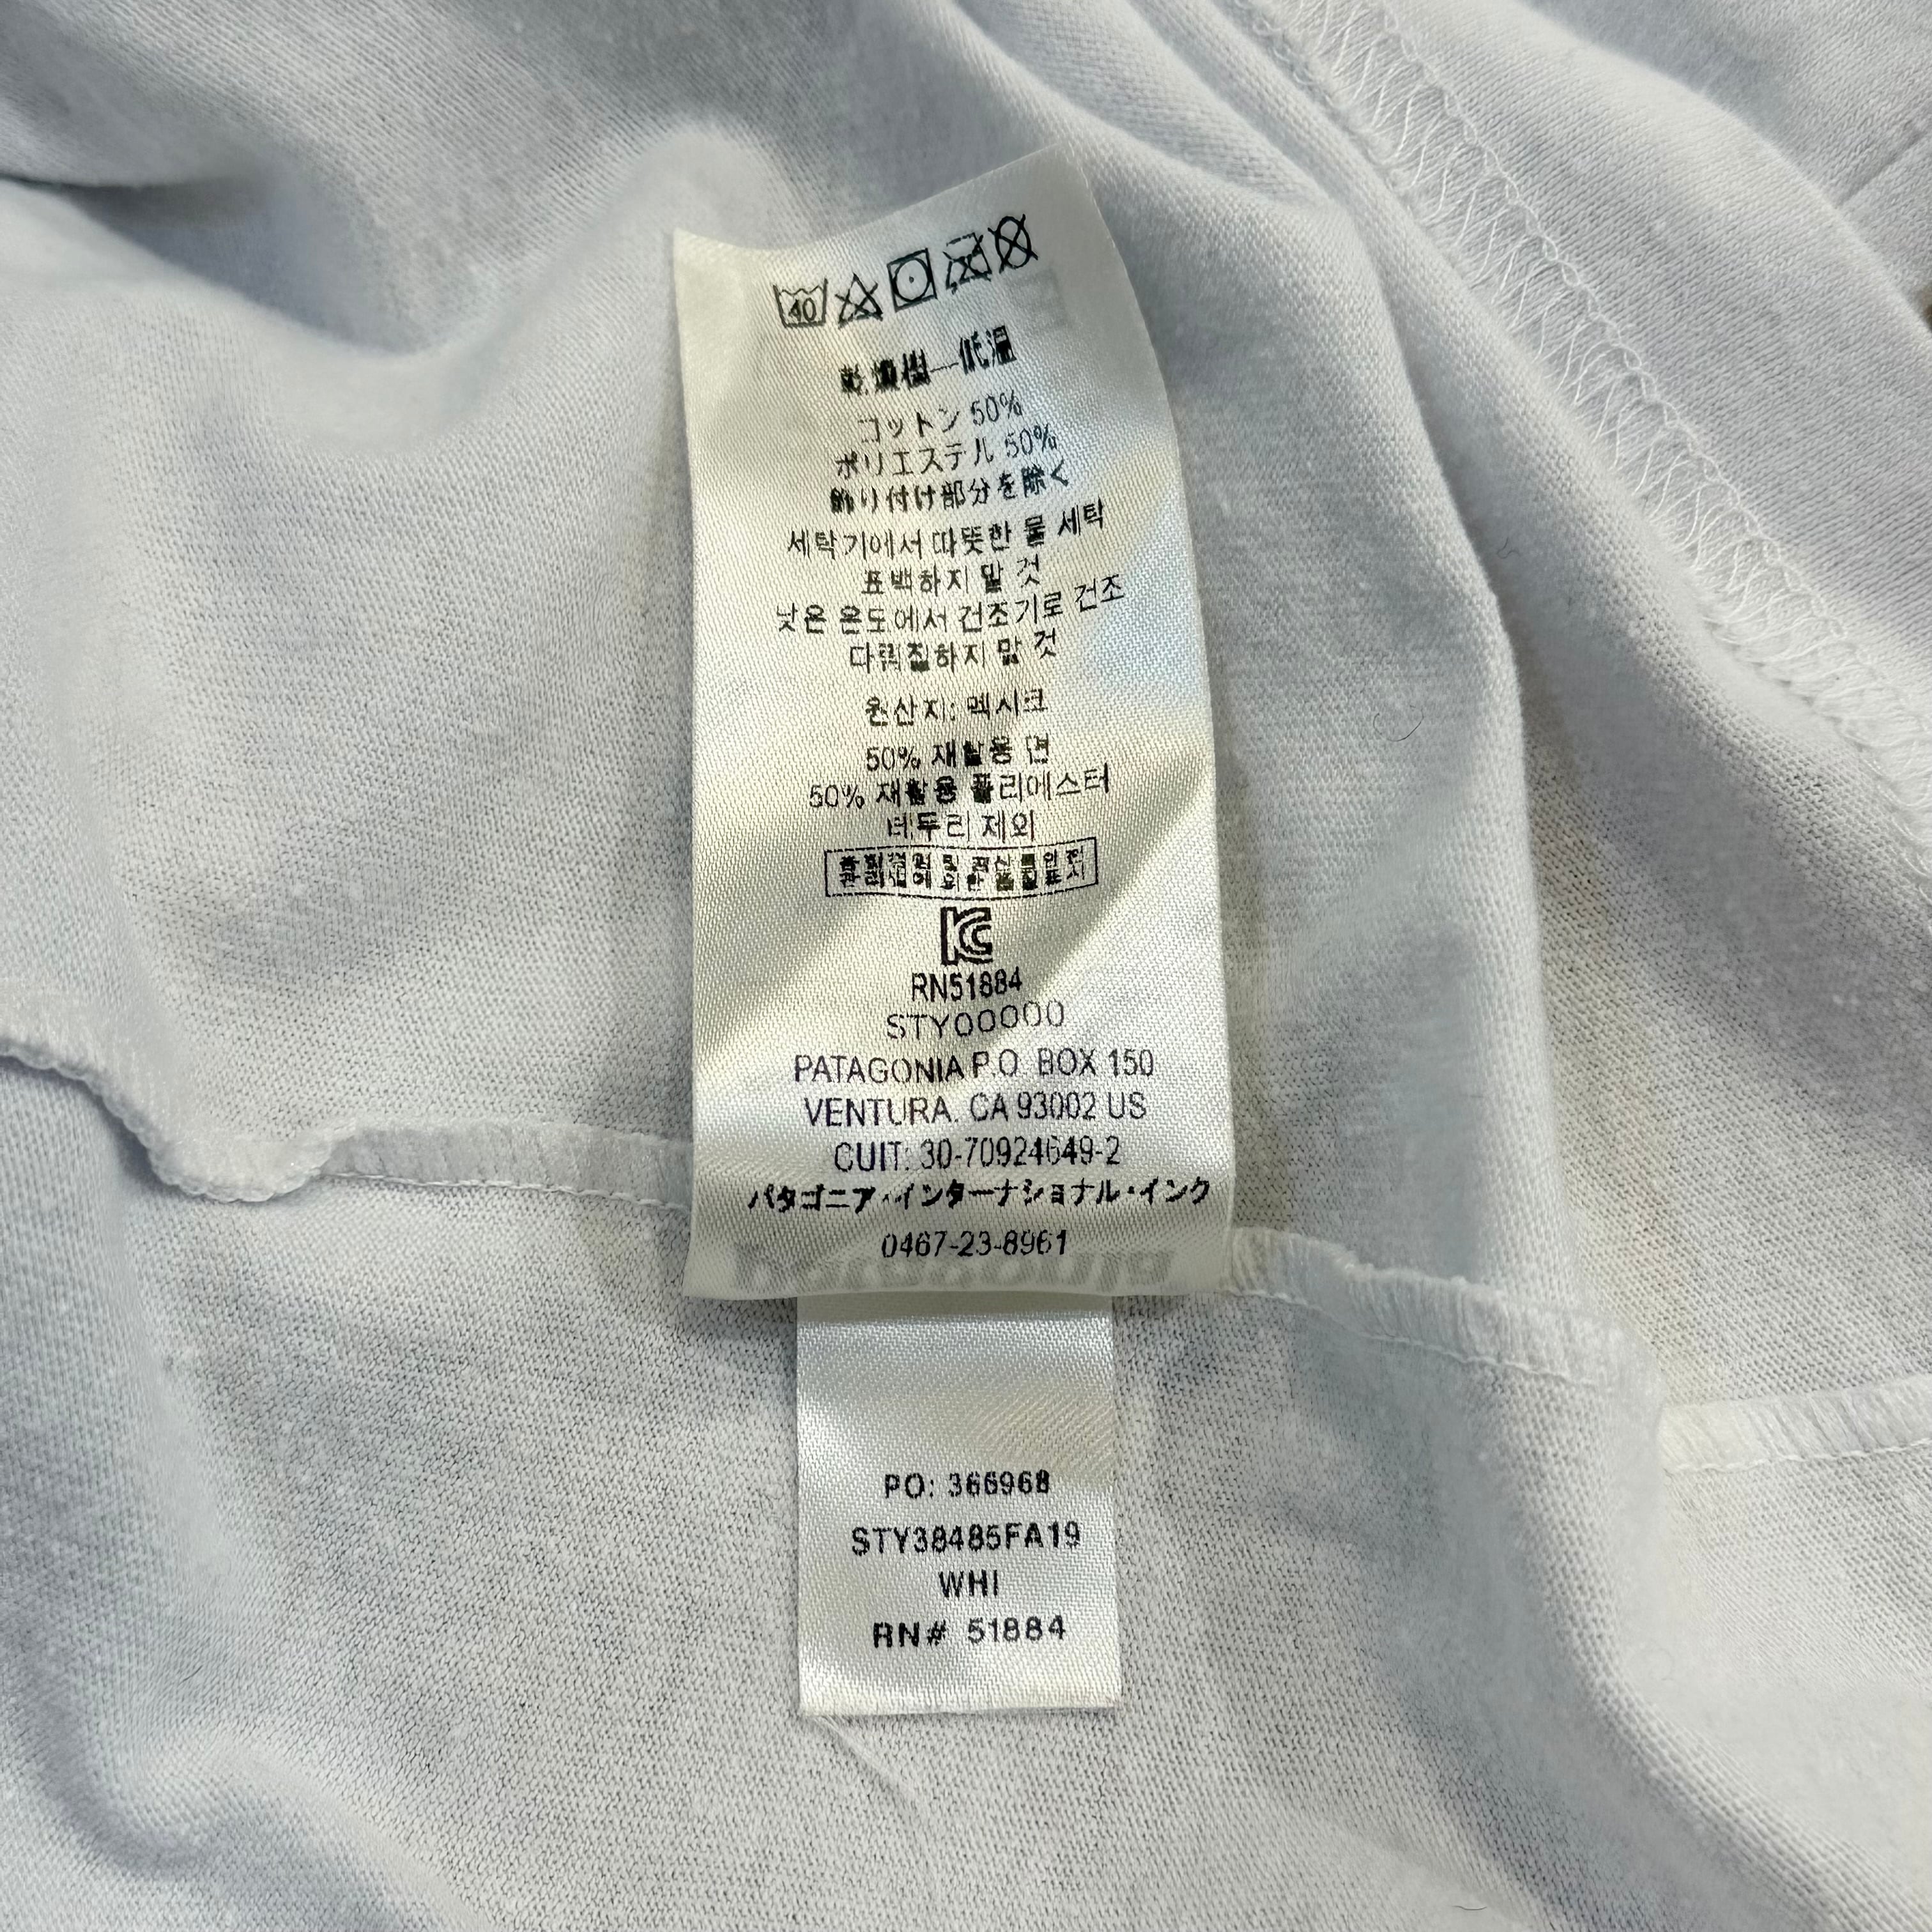 40
乾燥機—低温
コットン 50%
ポリエステル 50%
飾り付け部分を除く
세탁기에서 따뜻한 물 세탁
표백하지 말 것
낮은 온도에서 건조기로 건조
다림질하지 말 것
원산지: 멕시코
50% 재활용 면
50% 재활용 폴리에스터
테두리 제외
RN51884
STY00000
PATAGONIA P.O. BOX 150
VENTURA. CA 93002 US
CUIT: 30-70924649-2
パタゴニア・インターナショナル・インク
0467-23-8961
PO: 366968
STY38485FA19
WHI
RN# 51884